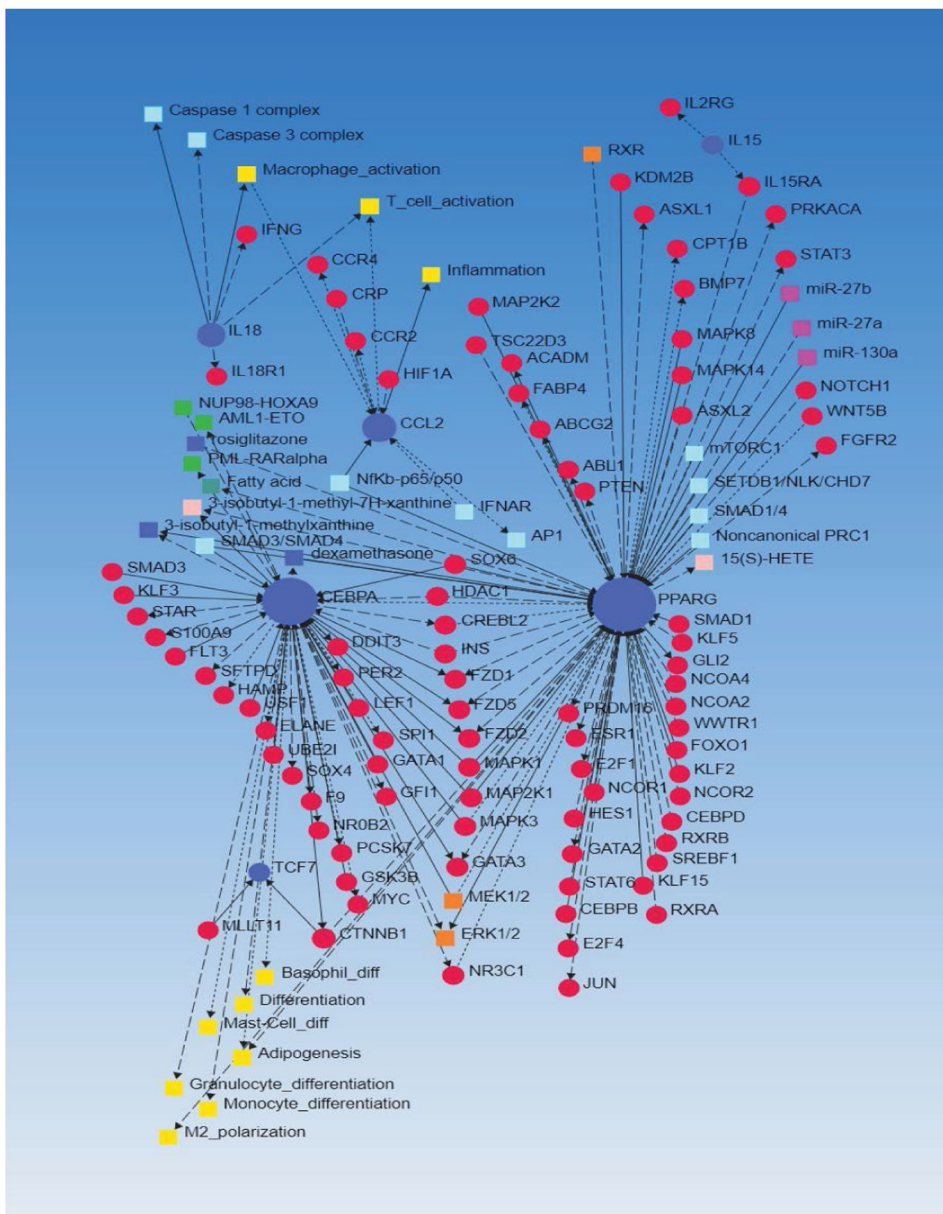 Caspase 1 complex
Caspase 3 complex
Macrophage_activation
T_cell_activation
IFNG
CCR4
Inflammation
CRP
CCR2
IL18
HIF1A
IL18R1
CCL2
NUP98-HOXA9
AML1-ETO
rosiglitazone
PML-RARalpha
Fatty acid
NfKb-p65/p50
3-isobutyl-1-methyl-7H-xanthine
IFNAR
3-isobutyl-1-methylxanthine
SMAD3/SMAD4
AP1
dexamethasone
IL2RG
IL15
RXR
KDM2B
IL15RA
ASXL1
PRKACA
CPT1B
STAT3
BMP7
miR-27b
MAP2K2
miR-27a
TSC22D3
MAPK8
ACADM
miR-130a
MAPK14
FABP4
NOTCH1
ABCG2
ASXL2
WNT5B
FGFR2
mTORC1
ABL1
PTEN
SETDB1/NLK/CHD7
SMAD1/4
Noncanonical PRC1
15(S)-HETE
SOX6
SMAD3
KLF3
CEBPA
HDAC1
PPARG
STAR
CREBL2
SMAD1
S100A9
DDIT3
INS
KLF5
FLT3
PER2
FZD1
GLI2
SFTPD
HAMP
LEF1
FZD5
PRDM16
NCOA4
USF1
NCOA2
ELANE
SPI1
FZD2
ESR1
WWTR1
UBE2I
GATA1
MAPK1
E2F1
FOXO1
SOX4
GFI1
MAP2K1
NCOR1
KLF2
F9
NCOR2
NR0B2
MAPK3
HES1
CEBPD
PCSK7
GATA3
GATA2
RXRB
TCF7
GSK3B
STAT6
SREBF1
MYC
MEK1/2
CEBPB
KLF15
MLLT11
CTNNB1
ERK1/2
E2F4
RXRA
Basophil_diff
NR3C1
JUN
Differentiation
Mast-Cell_diff
Adipogenesis
Granulocyte_differentiation
Monocyte_differentiation
M2_polarization